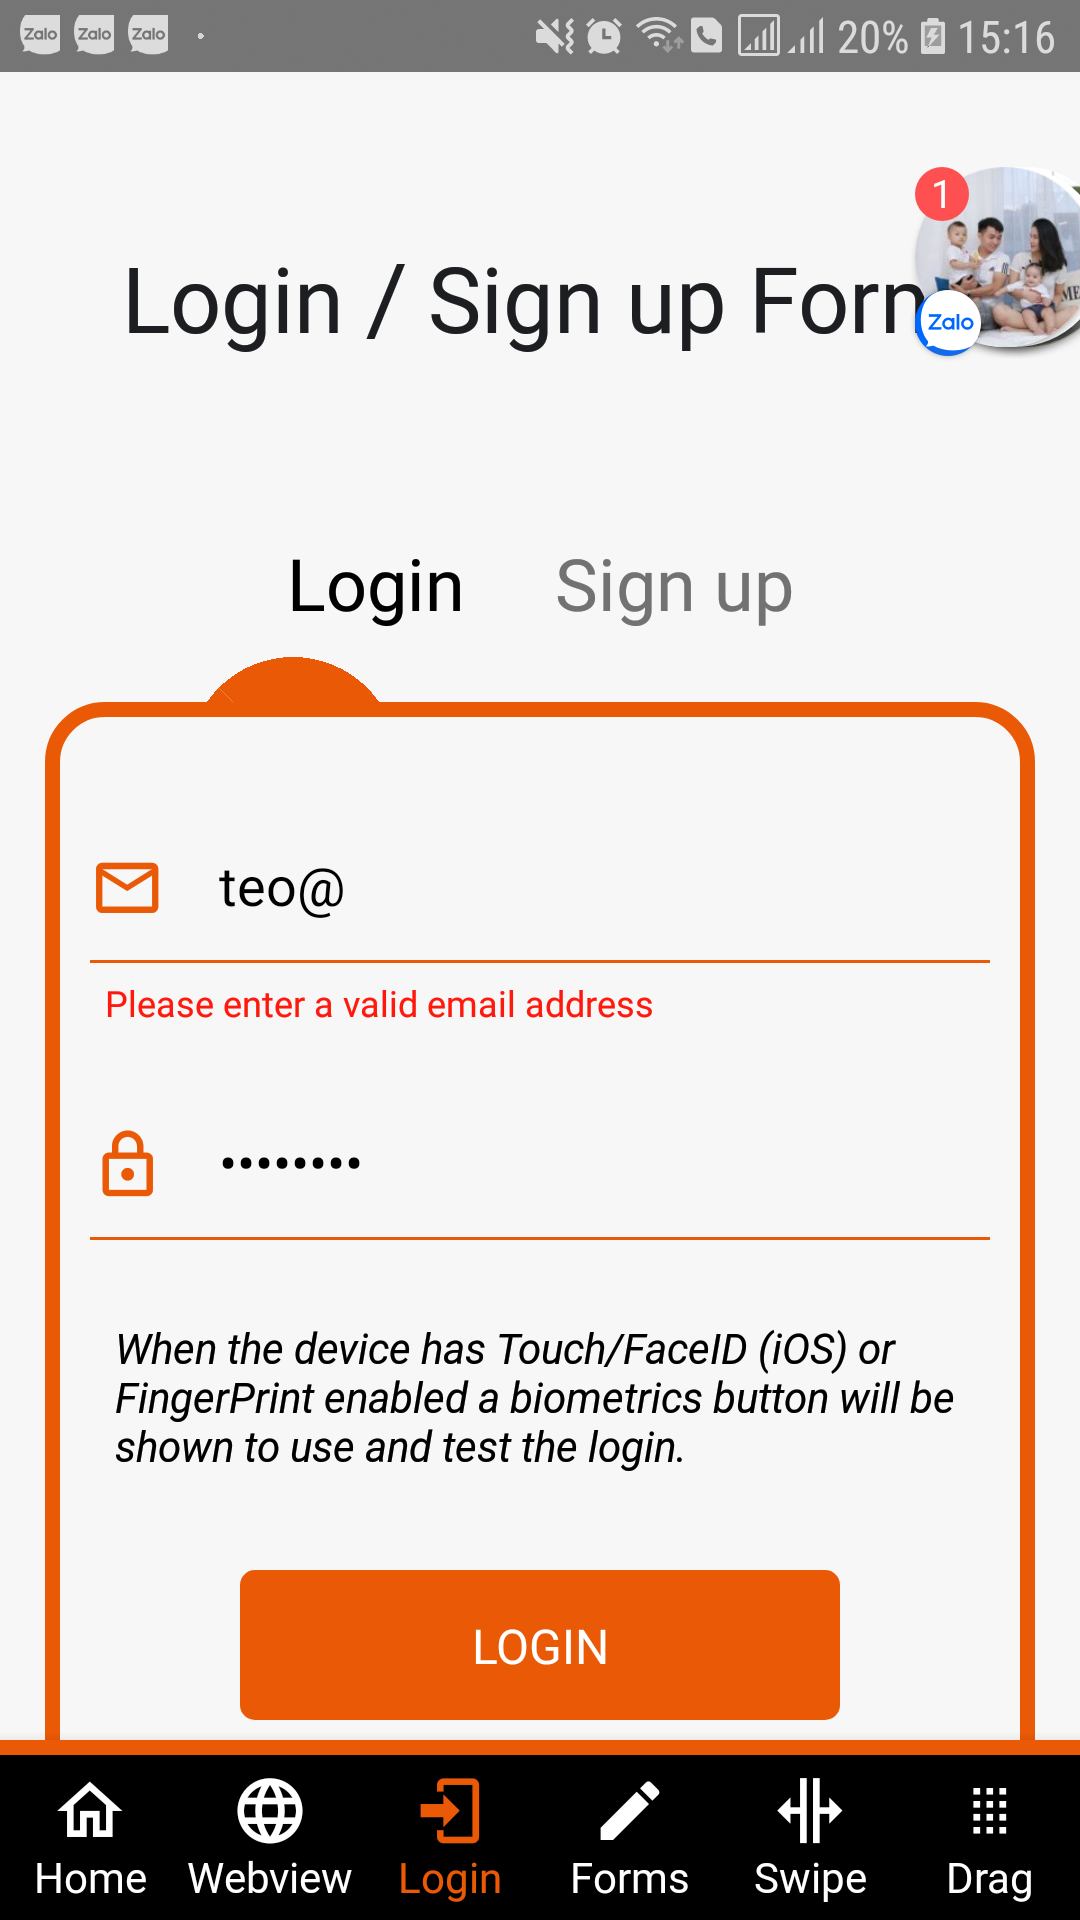 Zalo Zalo Zalo 20% 15:16
1
Login / Sign up Form
Zalo
Login Sign up
teo@
Please enter a valid email address
••••••••
When the device has Touch/FaceID (iOS) or
FingerPrint enabled a biometrics button will be
shown to use and test the login.
LOGIN
Home Webview Login Forms Swipe Drag